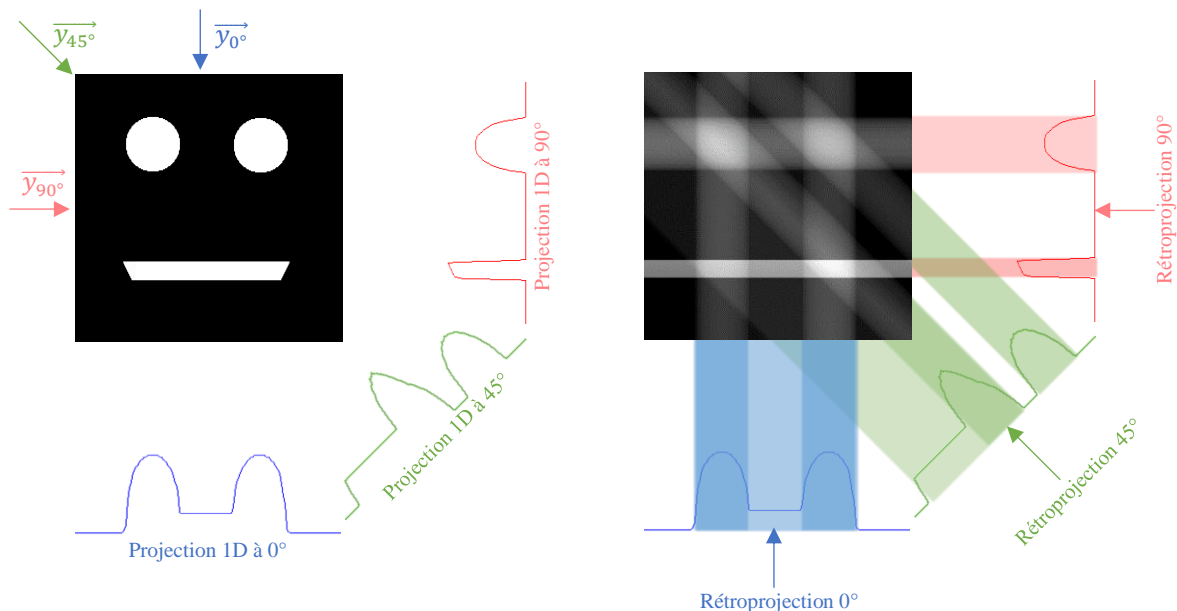 y45°
y0°
y90°
Projection 1D à 90°
Projection 1D à 45°
Projection 1D à 0°
Rétroprojection 90°
Rétroprojection 45°
Rétroprojection 0°